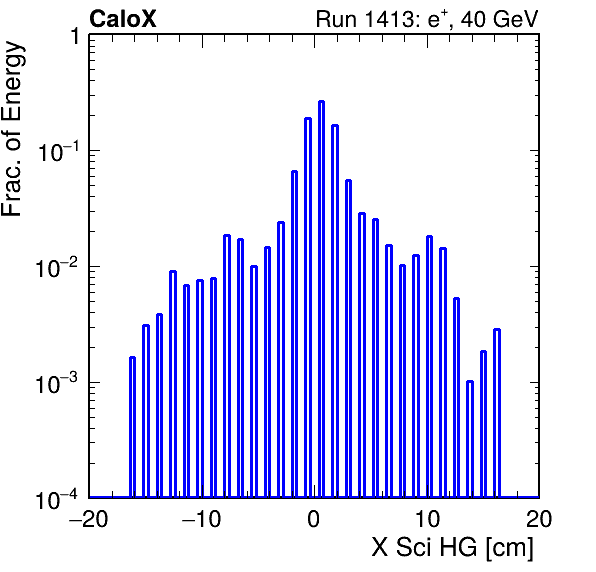 CaloX
Run 1413: e⁺, 40 GeV
Frac. of Energy
1
10⁻¹
10⁻²
10⁻³
10⁻⁴
−20
−10
0
10
20
X Sci HG [cm]